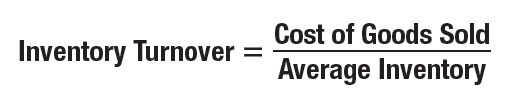 Inventory Turnover = Cost of Goods Sold
Average Inventory